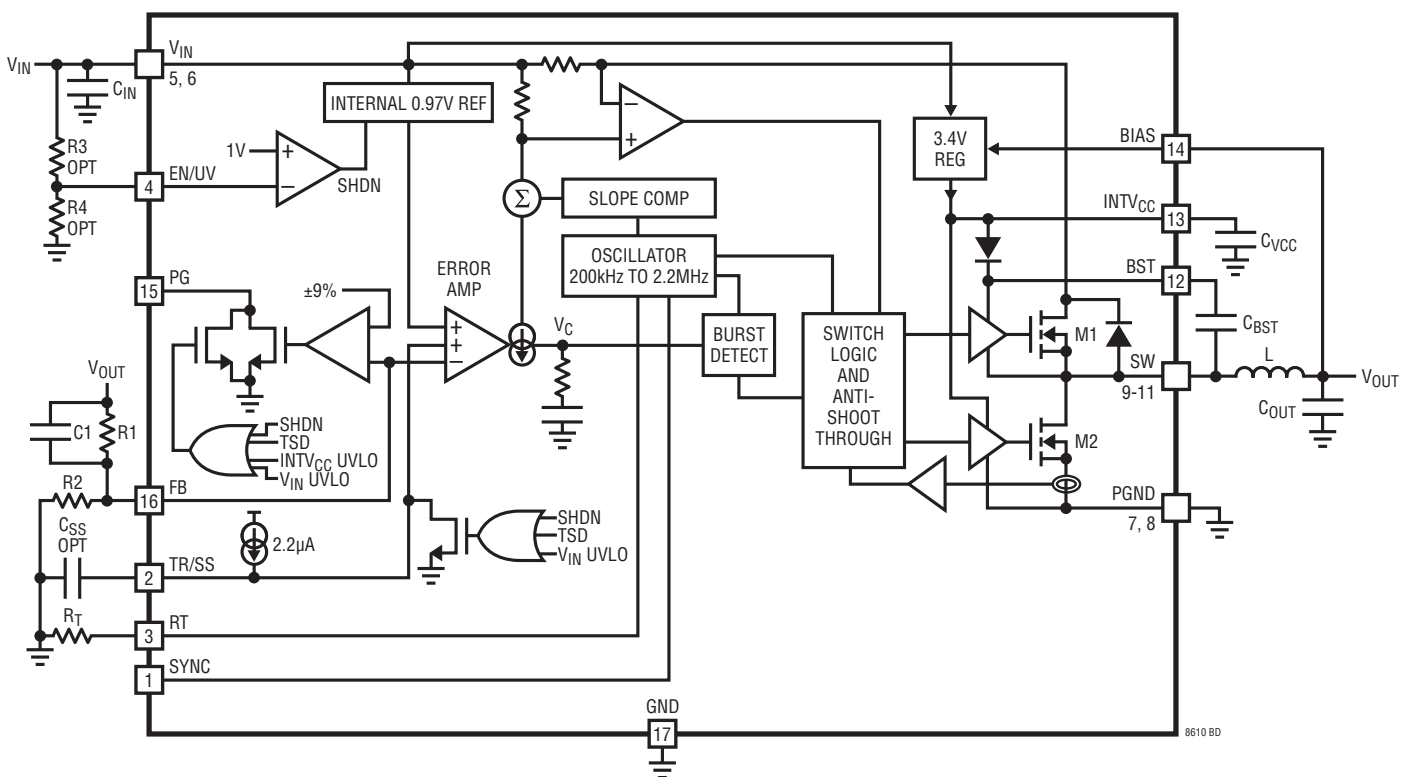 VIN
VIN
5, 6
CIN
INTERNAL 0.97V REF
R3
OPT
1V
+
−
SHDN
4
EN/UV
R4
OPT
−
+
3.4V
REG
BIAS
14
Σ
SLOPE COMP
INTVCC
13
CVCC
OSCILLATOR
200kHz TO 2.2MHz
BST
12
CBST
PG
15
±9%
ERROR
AMP
+
+
−
VC
BURST
DETECT
SWITCH
LOGIC
AND
ANTI-
SHOOT
THROUGH
M1
SW
9-11
L
VOUT
COUT
VOUT
C1
R1
SHDN
TSD
INTVCC UVLO
VIN UVLO
M2
R2
16
FB
PGND
7, 8
CSS
OPT
2.2µA
SHDN
TSD
VIN UVLO
2
TR/SS
RT
3
RT
1
SYNC
GND
17
8610 BD